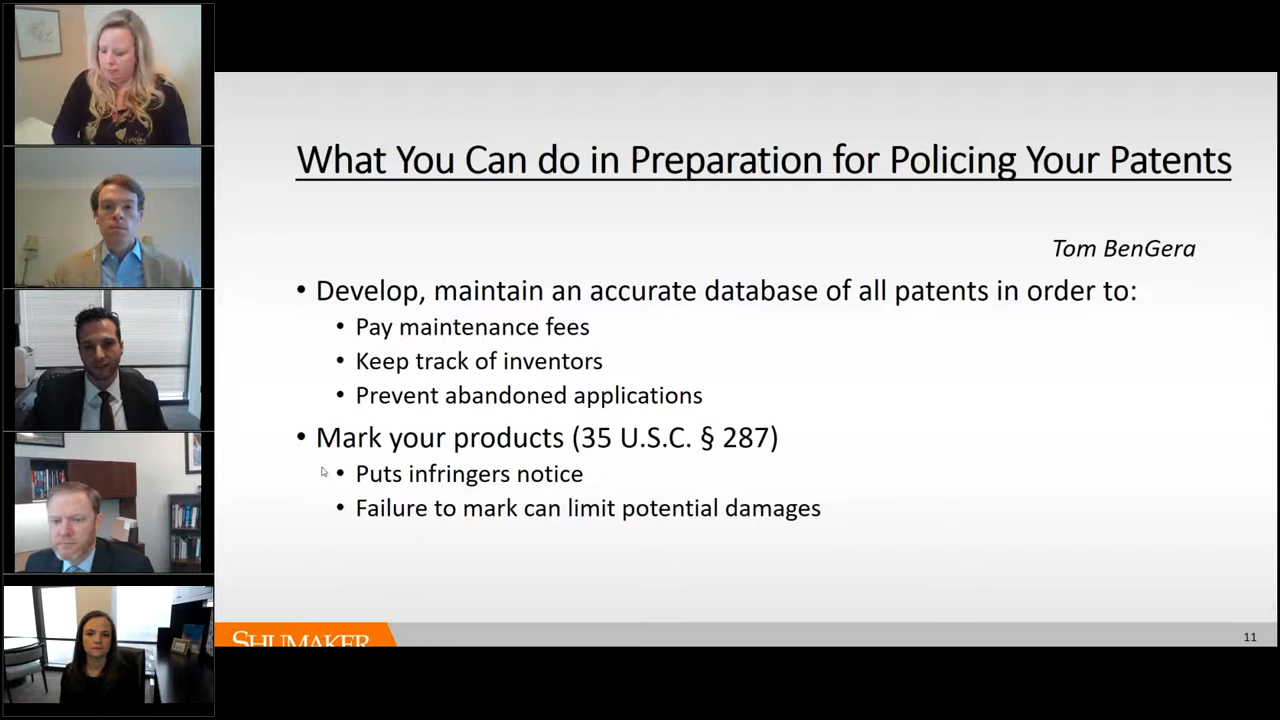 What You Can do in Preparation for Policing Your Patents
Tom BenGera
• Develop, maintain an accurate database of all patents in order to:
• Pay maintenance fees
• Keep track of inventors
• Prevent abandoned applications
• Mark your products (35 U.S.C. § 287)
• Puts infringers notice
• Failure to mark can limit potential damages
SHUMAKER
11